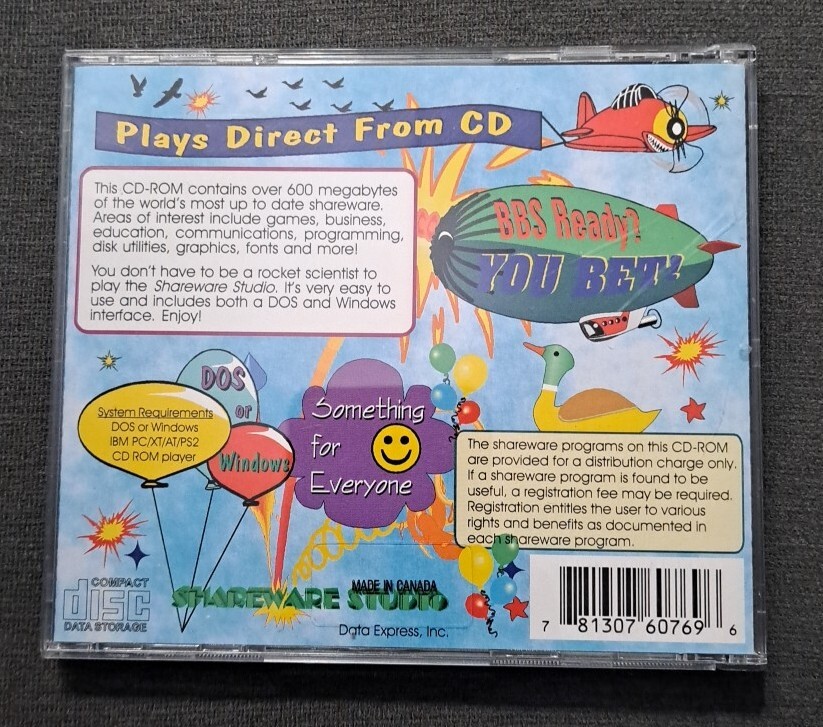 Plays Direct From CD
This CD-ROM contains over 600 megabytes
of the world's most up to date shareware.
Areas of interest include games, business,
education, communications, programming,
disk utilities, graphics, fonts and more!
You don't have to be a rocket scientist to
play the Shareware Studio. It's very easy to
use and includes both a DOS and Windows
interface. Enjoy!
BBS Ready?
YOU BET!
DOS
or
Windows
System Requirements
DOS or Windows
IBM PC/XT/AT/PS2
CD ROM player
Something
for
Everyone
The shareware programs on this CD-ROM
are provided for a distribution charge only.
If a shareware program is found to be
useful, a registration fee may be required.
Registration entitles the user to various
rights and benefits as documented in
each shareware program.
COMPACT
disc
DATA STORAGE
MADE IN CANADA
SHAREWARE STUDIO
Data Express, Inc.
7 81307 60769 6